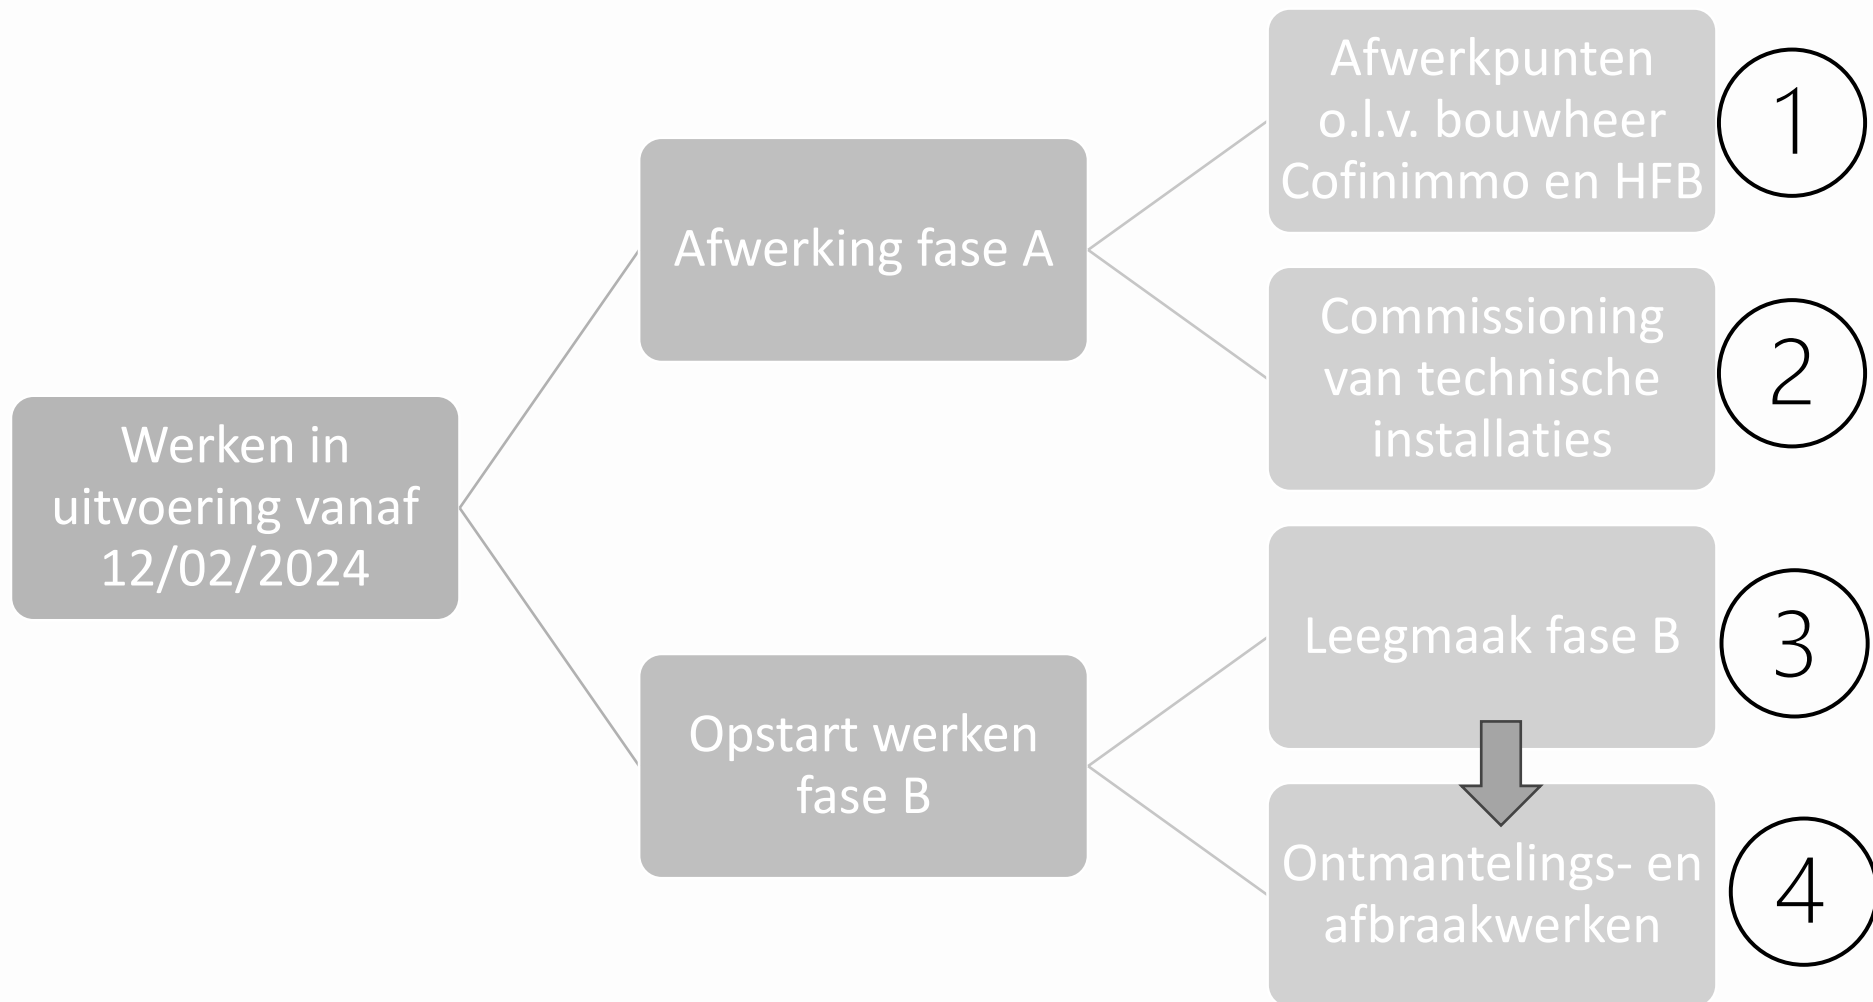 Werken in
uitvoering vanaf
12/02/2024
Afwerking fase A
Afwerkpunten
o.l.v. bouwheer
Cofinimmo en HFB
1
Commissioning
van technische
installaties
2
Opstart werken
fase B
Leegmaak fase B
3
Ontmantelings- en
afbraakwerken
4